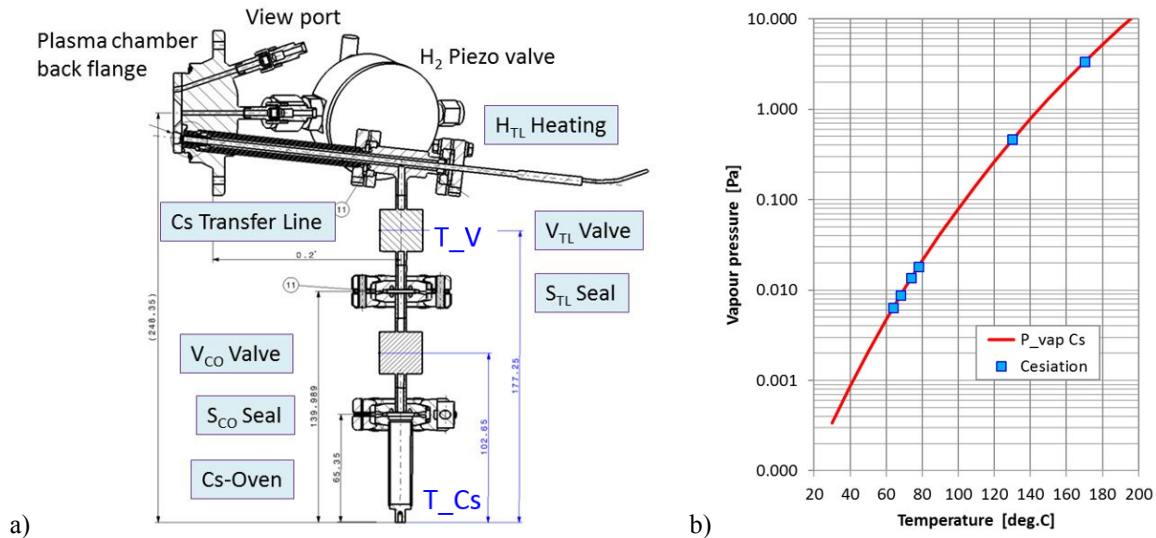 View port
Plasma chamber
back flange
H2 Piezo valve
HTL Heating
11
Cs Transfer Line
T_V
VTL Valve
0.2'
11
STL Seal
(248.35)
VCO Valve
139.989
177.25
SCO Seal
102.65
65.35
Cs-Oven
T_Cs
a)
10.000
1.000
0.100
0.010
0.001
0.000
Vapour pressure [Pa]
P_vap Cs
Cesiation
20 40 60 80 100 120 140 160 180 200
Temperature [deg.C]
b)